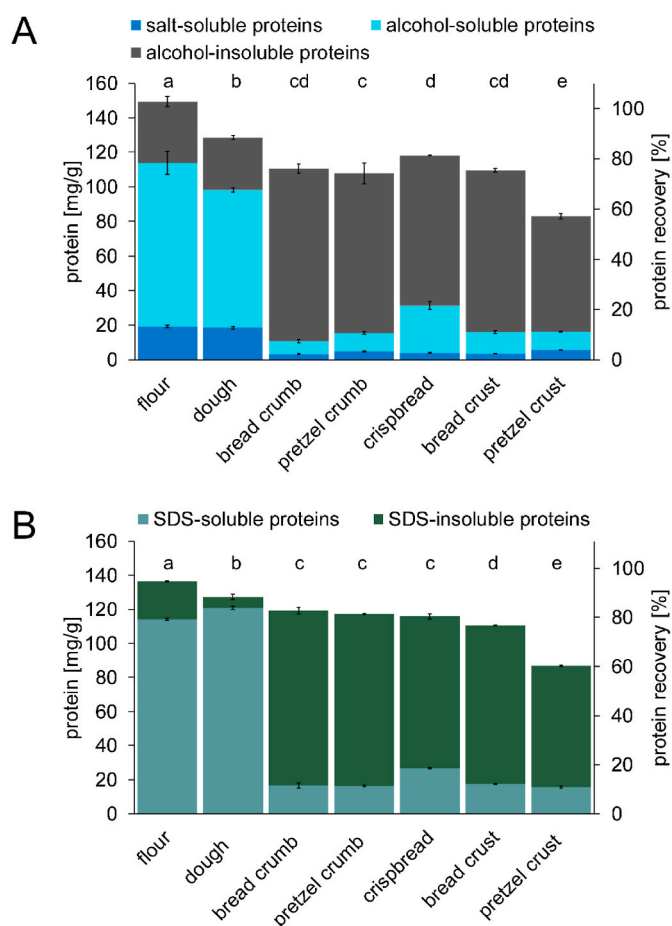 A
salt-soluble proteins alcohol-soluble proteins
alcohol-insoluble proteins
a b cd c d cd e
160
140
120
100
80
60
40
20
0
protein [mg/g]
100
80
60
40
20
0
protein recovery [%]
flour
dough
bread crumb
pretzel crumb
crispbread
bread crust
pretzel crust
B
SDS-soluble proteins SDS-insoluble proteins
a b c c c d e
160
140
120
100
80
60
40
20
0
protein [mg/g]
100
80
60
40
20
0
protein recovery [%]
flour
dough
bread crumb
pretzel crumb
crispbread
bread crust
pretzel crust